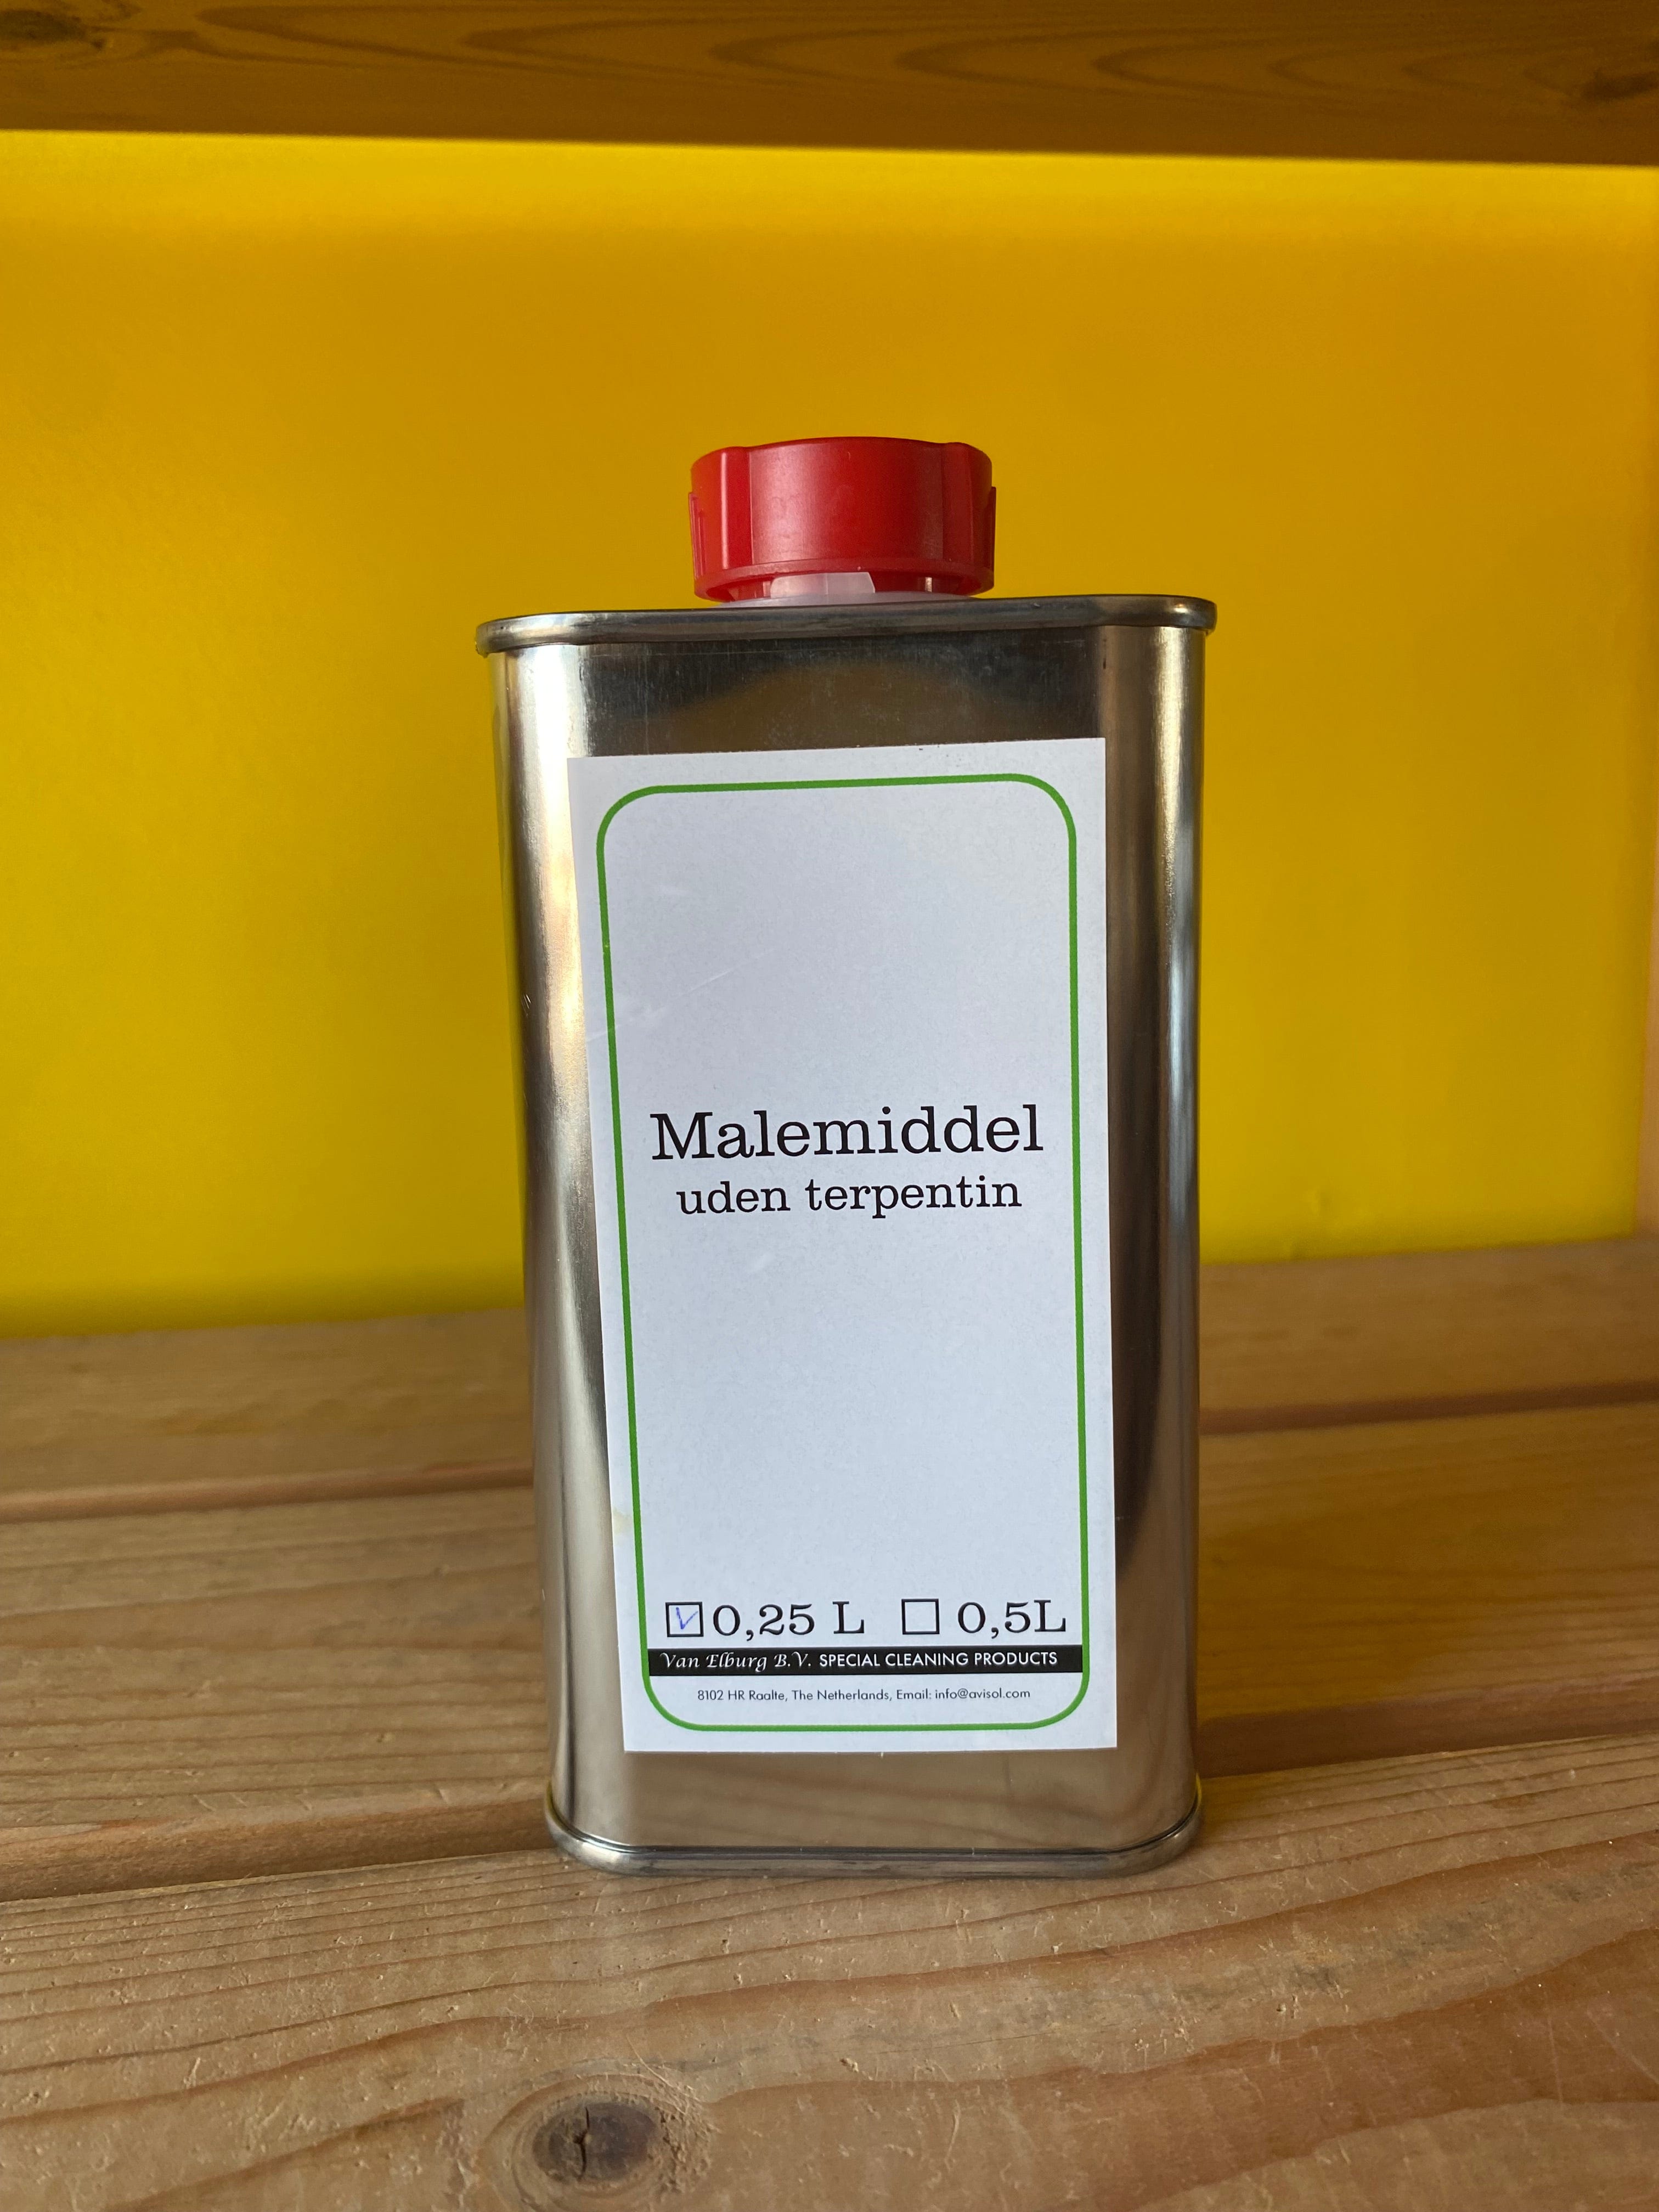 Malemiddel
uden terpentin
0,25 L 0,5L
Van Elburg B.V. SPECIAL CLEANING PRODUCTS
8102 HR Raalte, The Netherlands, Email: info@avisol.com